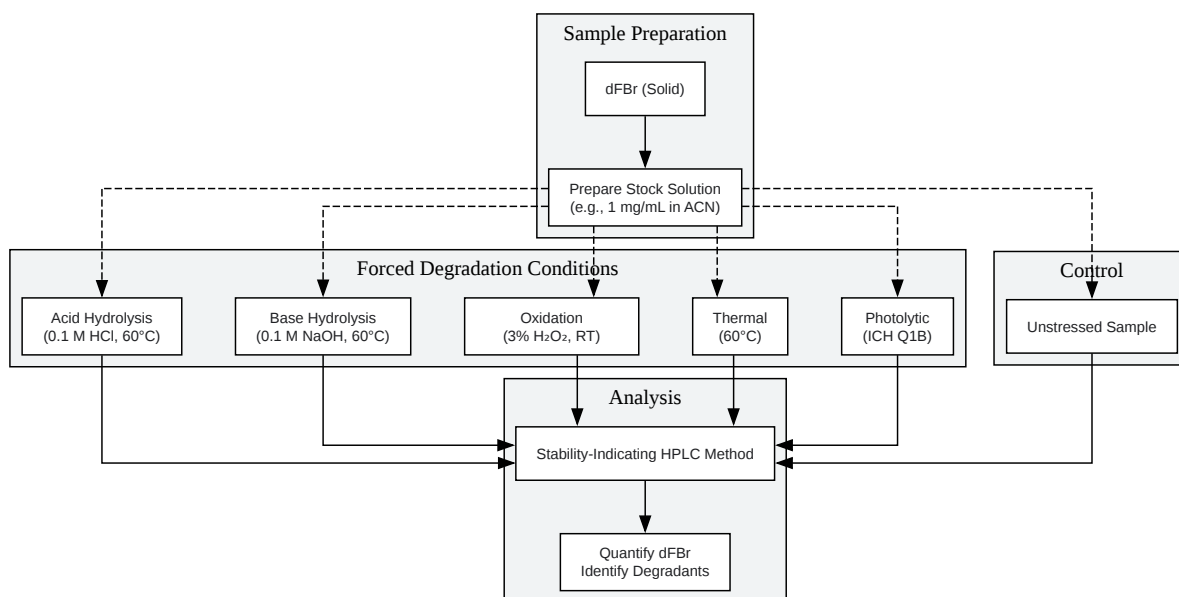 Sample Preparation
dFBr (Solid)
Prepare Stock Solution
(e.g., 1 mg/mL in ACN)
Forced Degradation Conditions
Control
Acid Hydrolysis
(0.1 M HCl, 60°C)
Base Hydrolysis
(0.1 M NaOH, 60°C)
Oxidation
(3% H₂O₂, RT)
Thermal
(60°C)
Photolytic
(ICH Q1B)
Unstressed Sample
Analysis
Stability-Indicating HPLC Method
Quantify dFBr
Identify Degradants